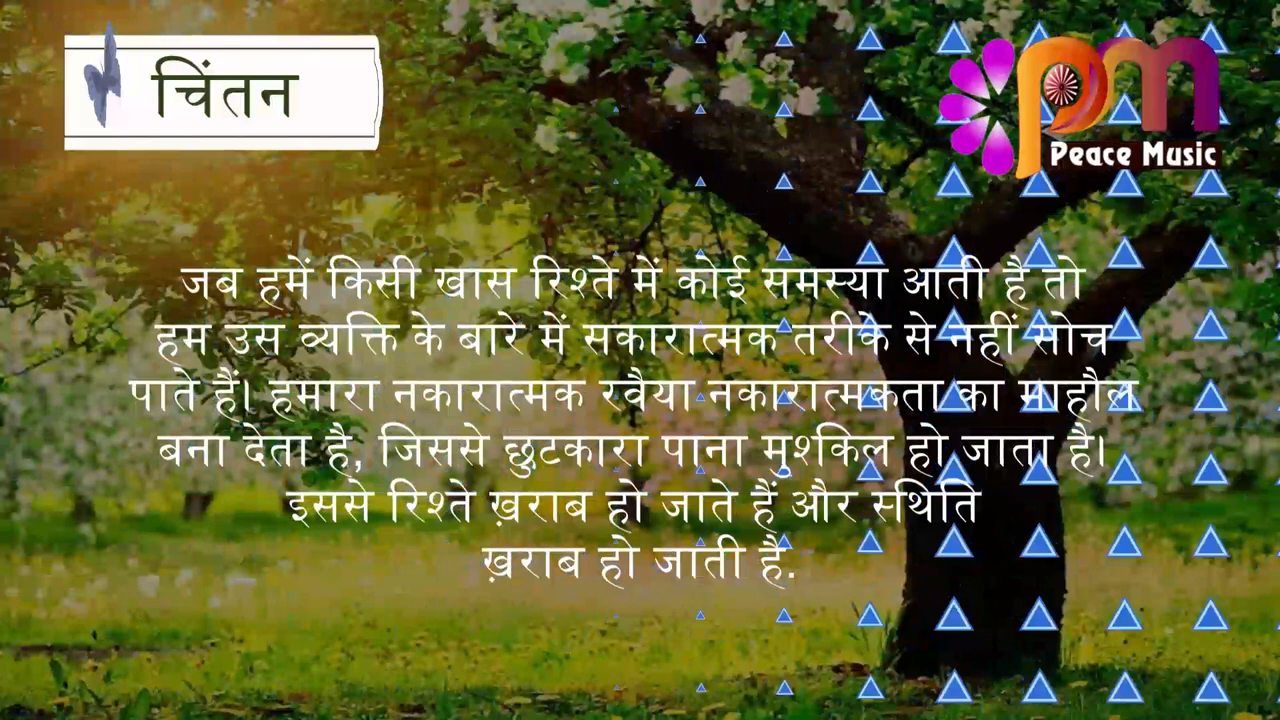 चिंतन
pm
Peace Music
जब हमें किसी खास रिश्ते में कोई समस्या आती है तो
हम उस व्यक्ति के बारे में सकारात्मक तरीके से नहीं सोच
पाते हैं। हमारा नकारात्मक रवैया नकारात्मकता का माहौल
बना देता है, जिससे छुटकारा पाना मुश्किल हो जाता है।
इससे रिश्ते ख़राब हो जाते हैं और स्थिति
ख़राब हो जाती है.